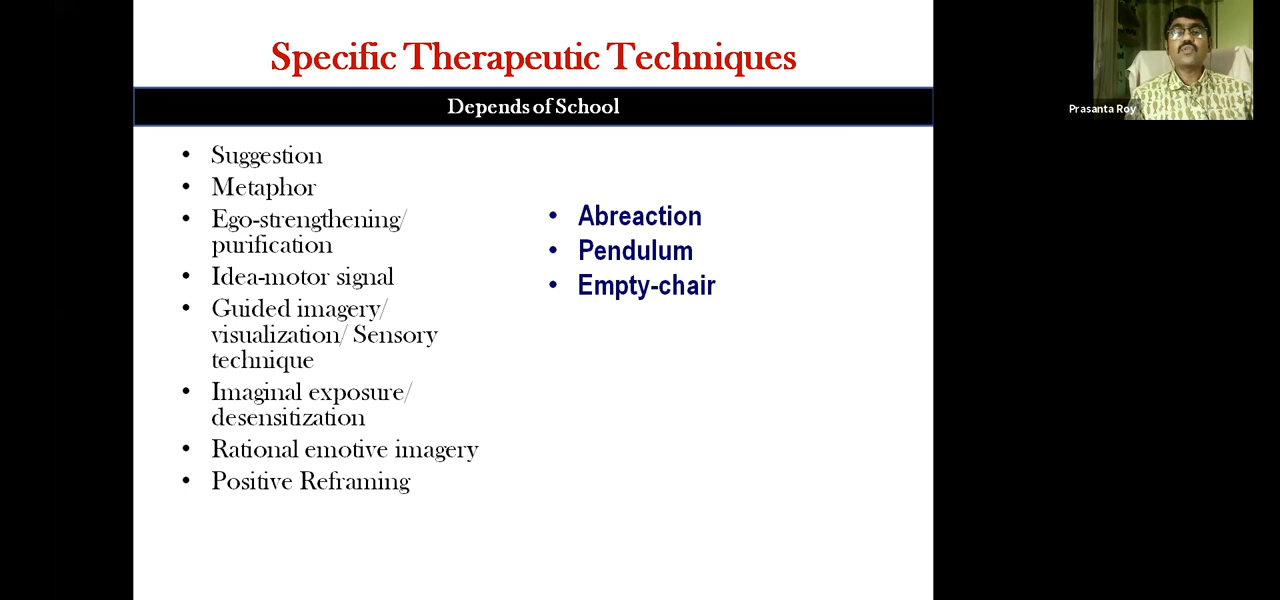 Specific Therapeutic Techniques
Depends of School
• Suggestion
• Metaphor
• Ego-strengthening/
purification
• Idea-motor signal
• Guided imagery/
visualization/ Sensory
technique
• Imaginal exposure/
desensitization
• Rational emotive imagery
• Positive Reframing
• Abreaction
• Pendulum
• Empty-chair
Prasanta Roy